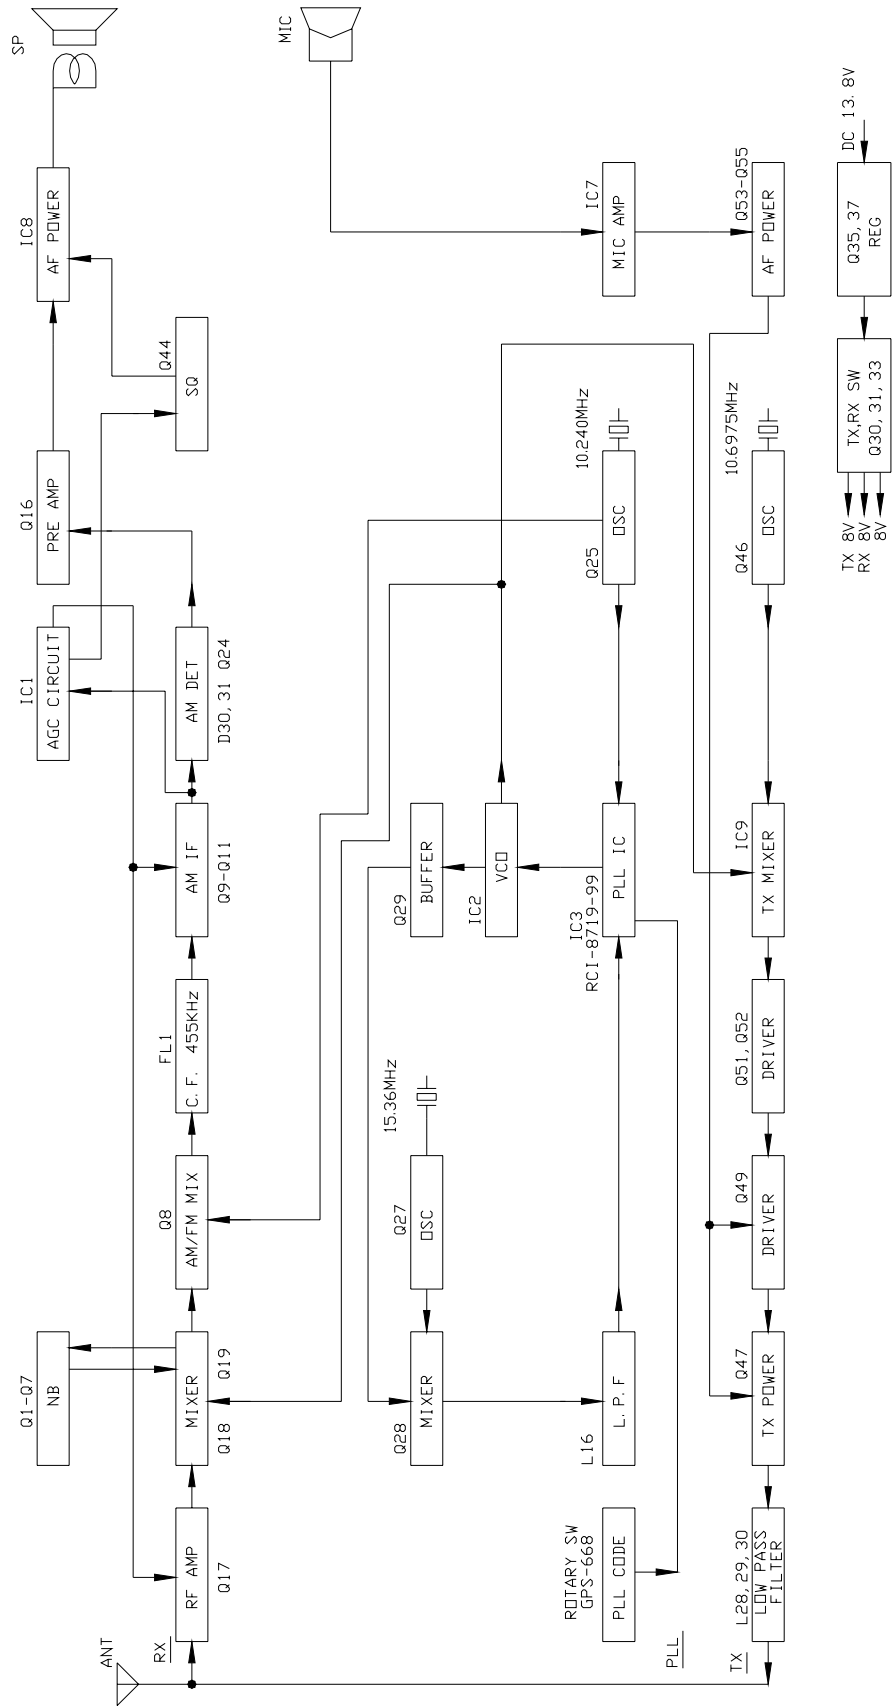 SP
IC8
AF POWER
Q44
SQ
Q16
PRE AMP
IC1
AGC CIRCUIT
AM DET
D30, 31 Q24
AM IF
Q9-Q11
FL1
C. F. 455KHz
Q8
AM/FM MIX
Q1-Q7
NB
Q19
MIXER
Q18
RF AMP
Q17
ANT
RX
MIC
IC7
MIC AMP
Q53-Q55
AF POWER
10.240MHz
OSC
Q25
10.6975MHz
OSC
Q46
Q29
BUFFER
IC2
VCO
IC3
RCI-8719-99
PLL IC
IC9
TX MIXER
15.36MHz
Q27
OSC
Q28
MIXER
L16
L. P. F
Q51, Q52
DRIVER
Q49
DRIVER
Q47
TX POWER
ROTARY SW
GPS-668
PLL CODE
PLL
L28, 29, 30
LOW PASS
FILTER
TX
DC 13. 8V
Q35, 37
REG
TX,RX SW
Q30, 31, 33
TX 8V
RX 8V
8V